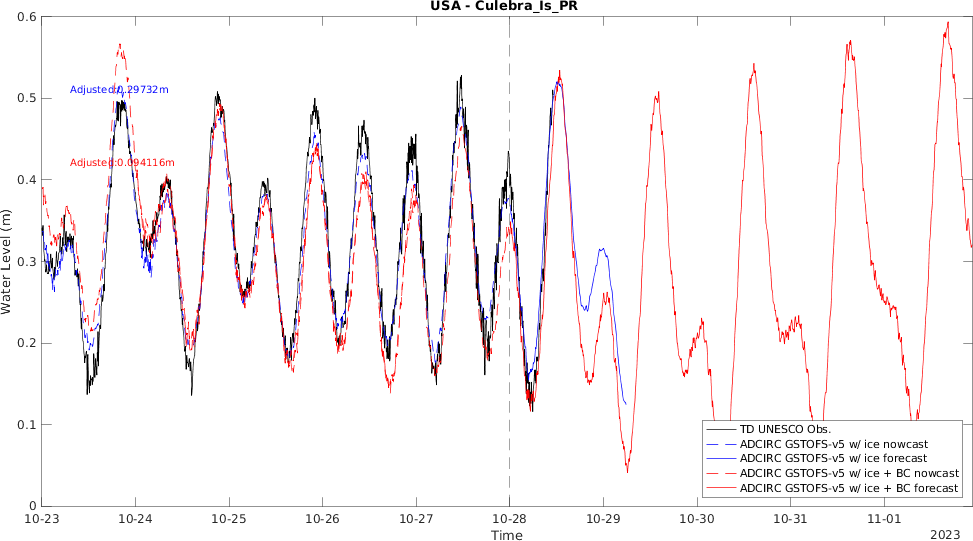 USA - Culebra_Is_PR
0.6
0.5
0.4
0.3
0.2
0.1
0
Water Level (m)
Adjusted:0.29732m
Adjusted:0.094116m
TD UNESCO Obs.
ADCIRC GSTOFS-v5 w/ ice nowcast
ADCIRC GSTOFS-v5 w/ ice forecast
ADCIRC GSTOFS-v5 w/ ice + BC nowcast
ADCIRC GSTOFS-v5 w/ ice + BC forecast
10-23 10-24 10-25 10-26 10-27 10-28 10-29 10-30 10-31 11-01
Time
2023